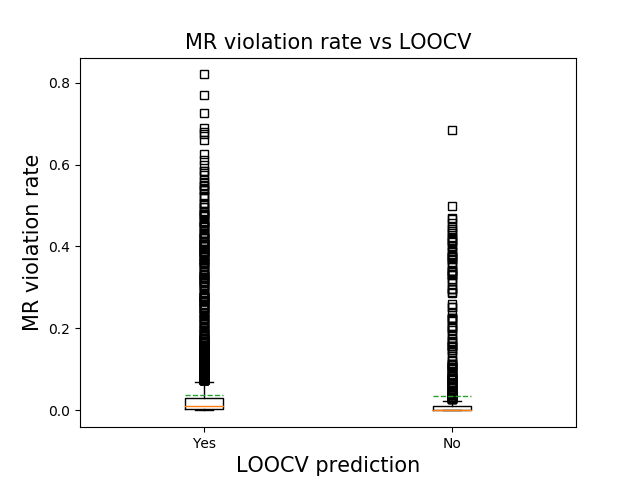 MR violation rate vs LOOCV
MR violation rate
0.8
0.6
0.4
0.2
0.0
Yes
No
LOOCV prediction